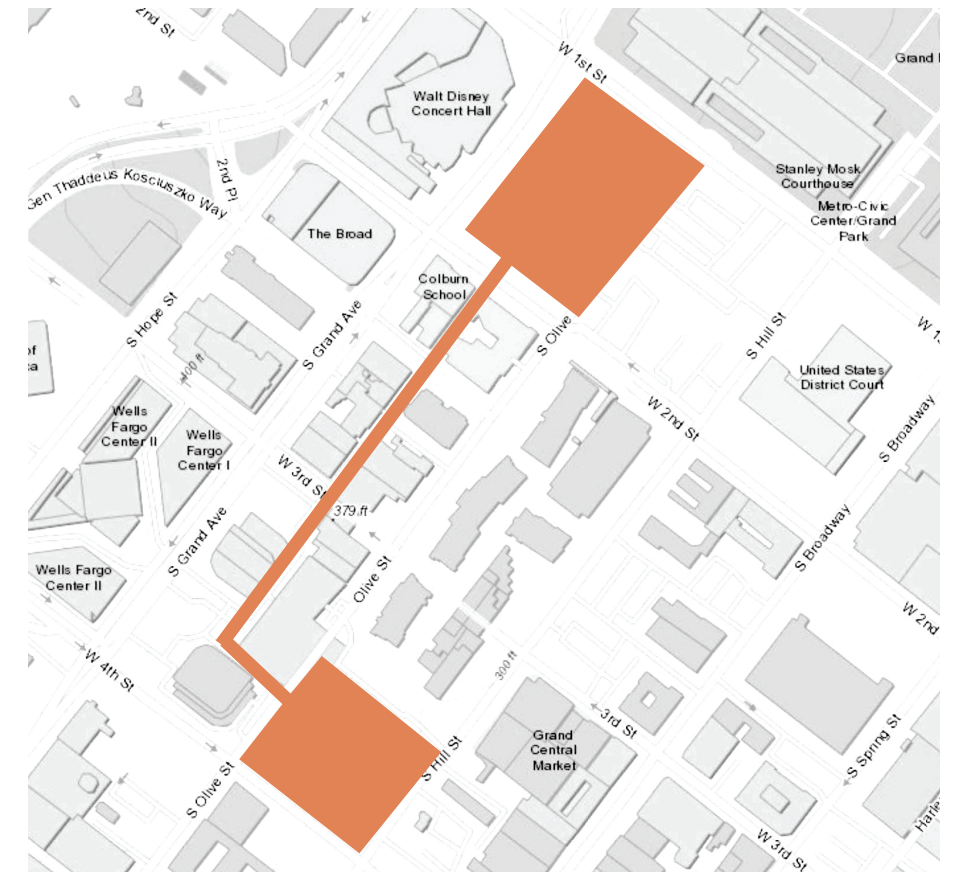 2nd St
W 1st St
Grand
Walt Disney
Concert Hall
Stanley Mosk
Courthouse
Metro-Civic
Center/Grand
Park
2nd Pl
Gen Thaddeus Kosciuszko Way
The Broad
Colburn
School
S Hope St
S Grand Ave
S Olive
S Hill St
W 1s
of
ca
400 ft
United States
District Court
Wells
Fargo
Center II
Wells
Fargo
Center I
W 2nd St
S Broadway
W 3rd St
379 ft
S Grand Ave
S Broadway
Wells Fargo
Center II
Olive St
W 2nd
W 4th St
300 ft
3rd St
Grand
Central
Market
S Spring St
S Hill St
S Olive St
Harle
W 3rd St